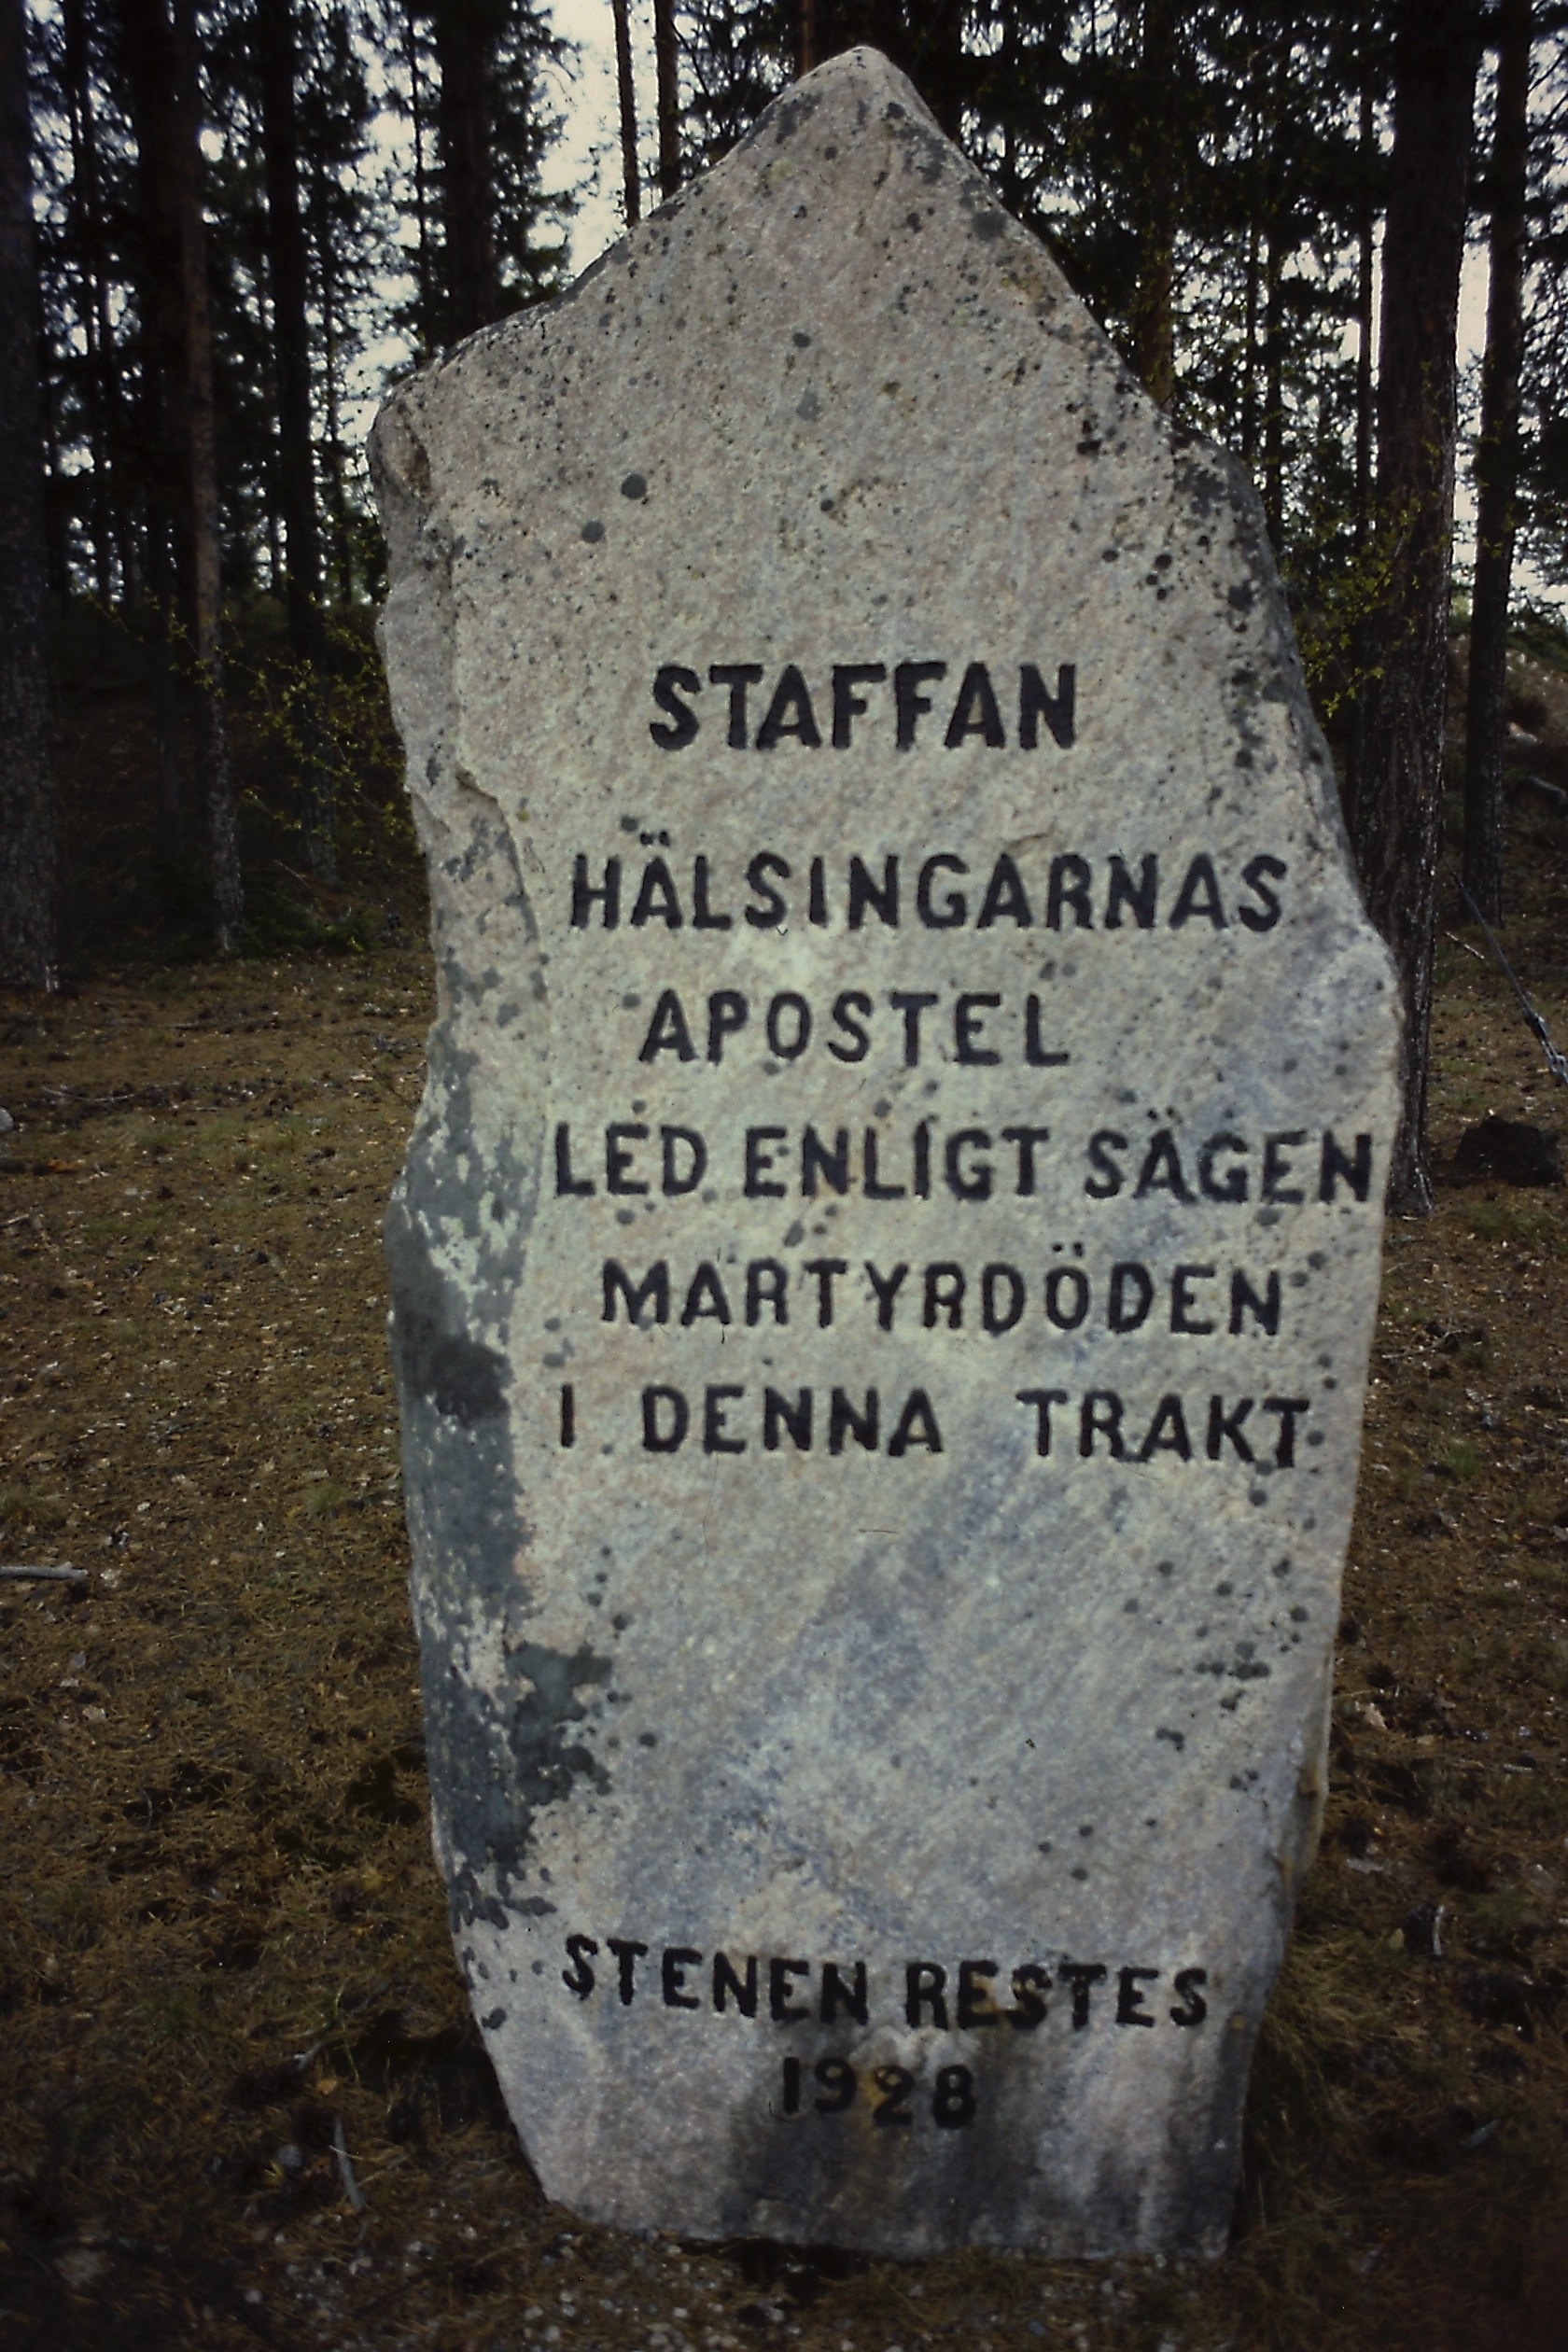 STAFFAN
HÄLSINGARNAS
APOSTEL
LED ENLIGT SÄGEN
MARTYRDÖDEN
I DENNA TRAKT
STENEN RESTES
1928